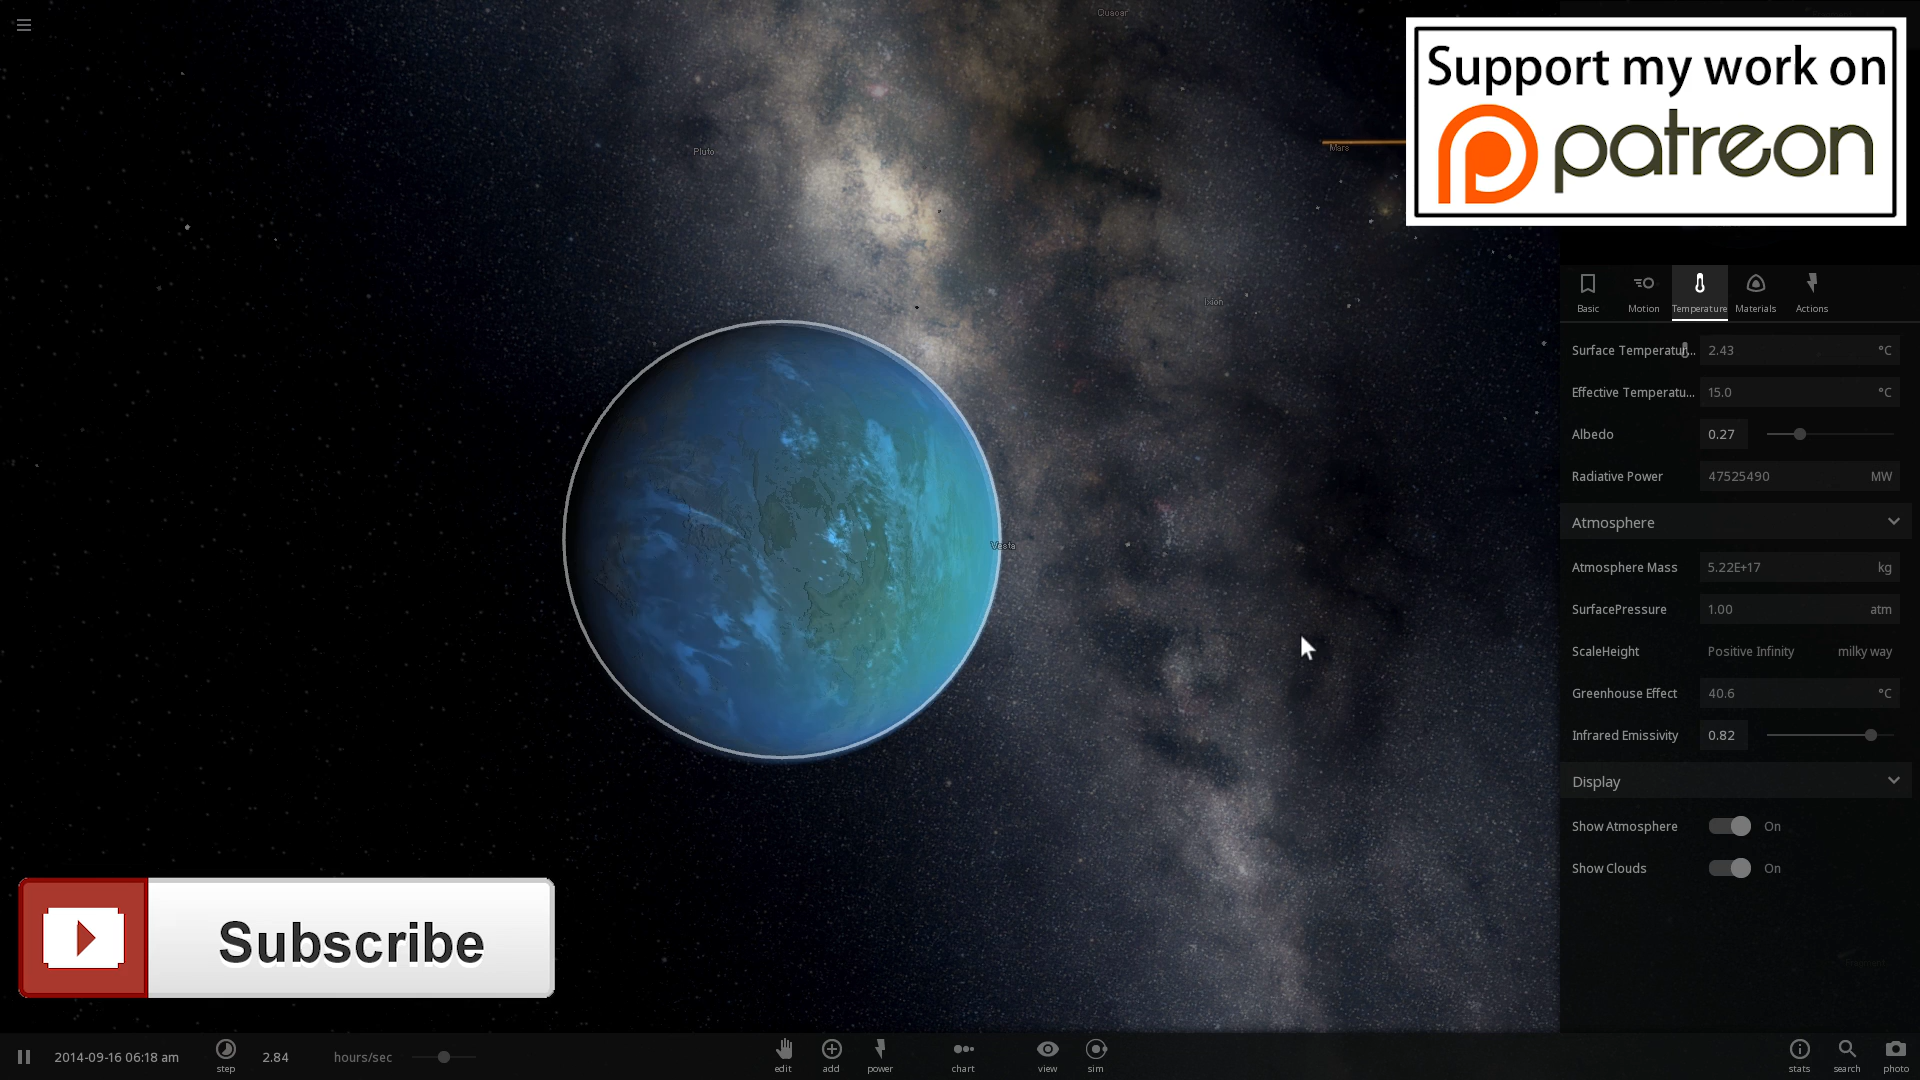 Quaoar
Support my work on
patreon
Pluto
Mars
Ixion
Basic Motion Temperature Materials Actions
Surface Temperatur... 2.43 °C
Effective Temperatu... 15.0 °C
Albedo 0.27
Radiative Power 47525490 MW
Atmosphere
Vesta
Atmosphere Mass 5.22E+17 kg
SurfacePressure 1.00 atm
ScaleHeight Positive Infinity milky way
Greenhouse Effect 40.6 °C
Infrared Emissivity 0.82
Display
Show Atmosphere On
Show Clouds On
Subscribe
Fragment
2014-09-16 06:18 am step 2.84 hours/sec edit add power chart view sim stats search photo